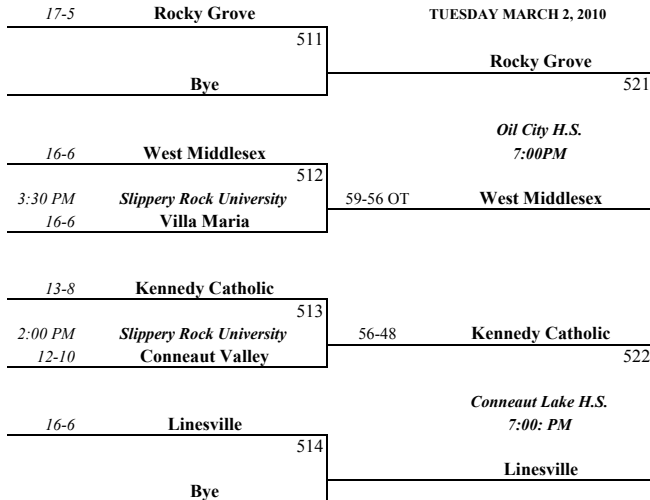 17-5 Rocky Grove TUESDAY MARCH 2, 2010
511
Rocky Grove
Bye 521
Oil City H.S.
16-6 West Middlesex 7:00PM
512
3:30 PM Slippery Rock University 59-56 OT West Middlesex
16-6 Villa Maria
13-8 Kennedy Catholic
513
2:00 PM Slippery Rock University 56-48 Kennedy Catholic
12-10 Conneaut Valley 522
Conneaut Lake H.S.
16-6 Linesville 7:00: PM
514
Linesville
Bye